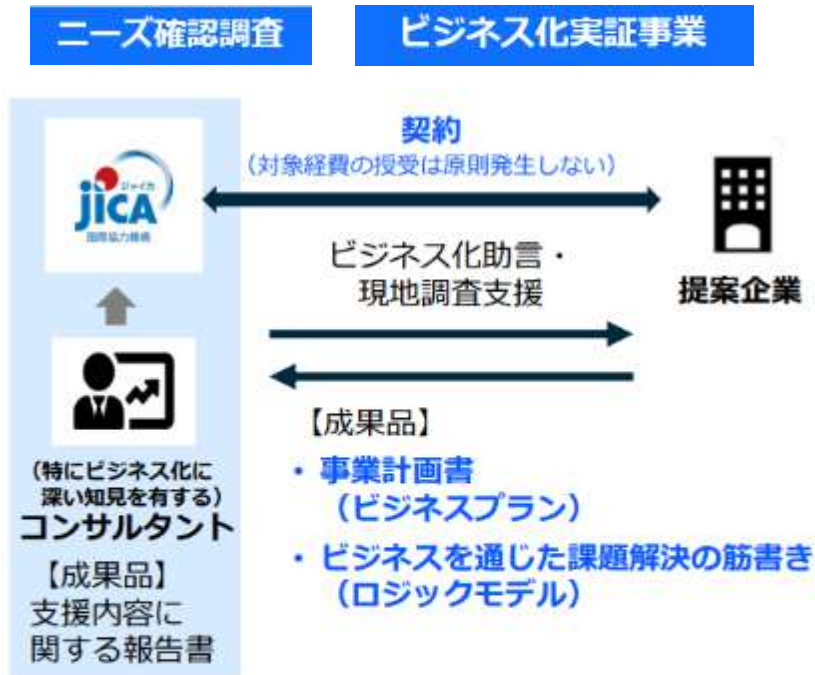 ニーズ確認調査
ビジネス化実証事業
契約
（対象経費の授受は原則発生しない）
ジャイカ
jICA
国際協力機構
ビジネス化助言・
現地調査支援
提案企業
【成果品】
・事業計画書
（ビジネスプラン）
・ビジネスを通じた課題解決の筋書き
（ロジックモデル）
（特にビジネス化に
深い知見を有する）
コンサルタント
【成果品】
支援内容に
関する報告書